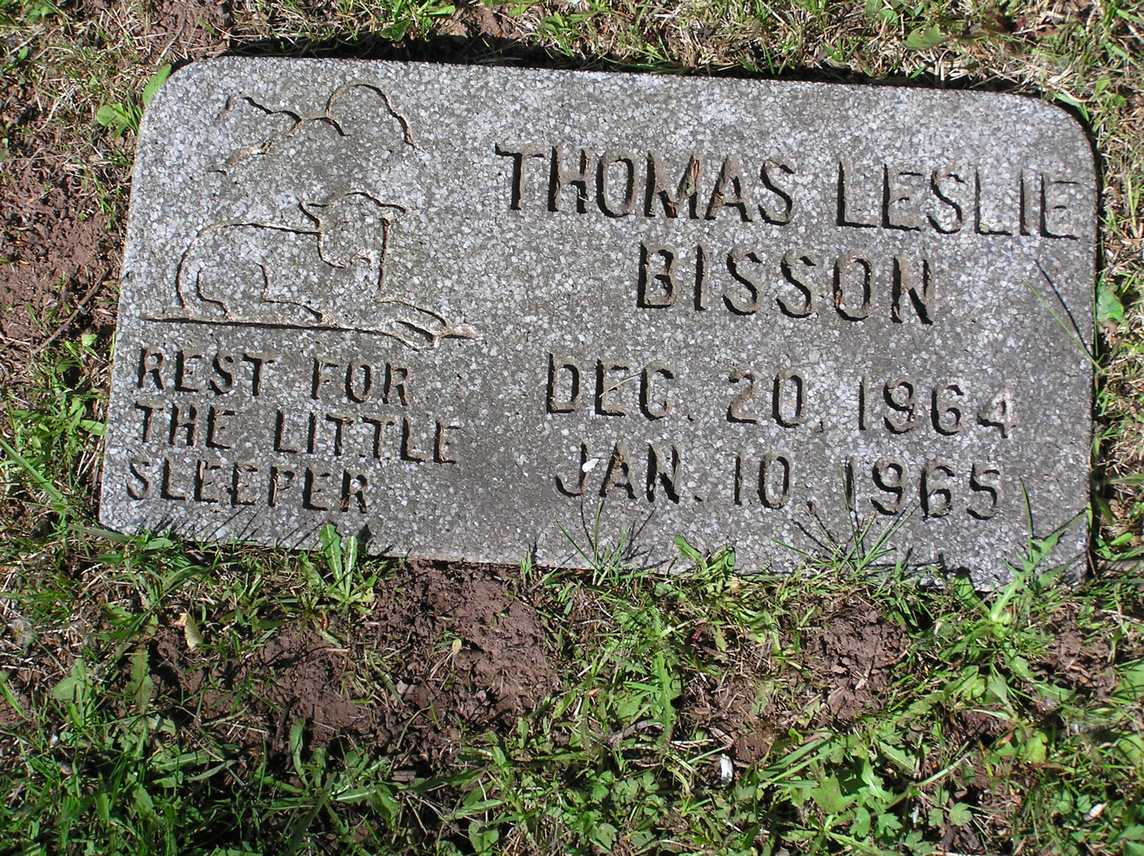 THOMAS LESLIE
BISSON
DEC. 20, 1964
JAN. 10, 1965
REST FOR
THE LITTLE
SLEEPER